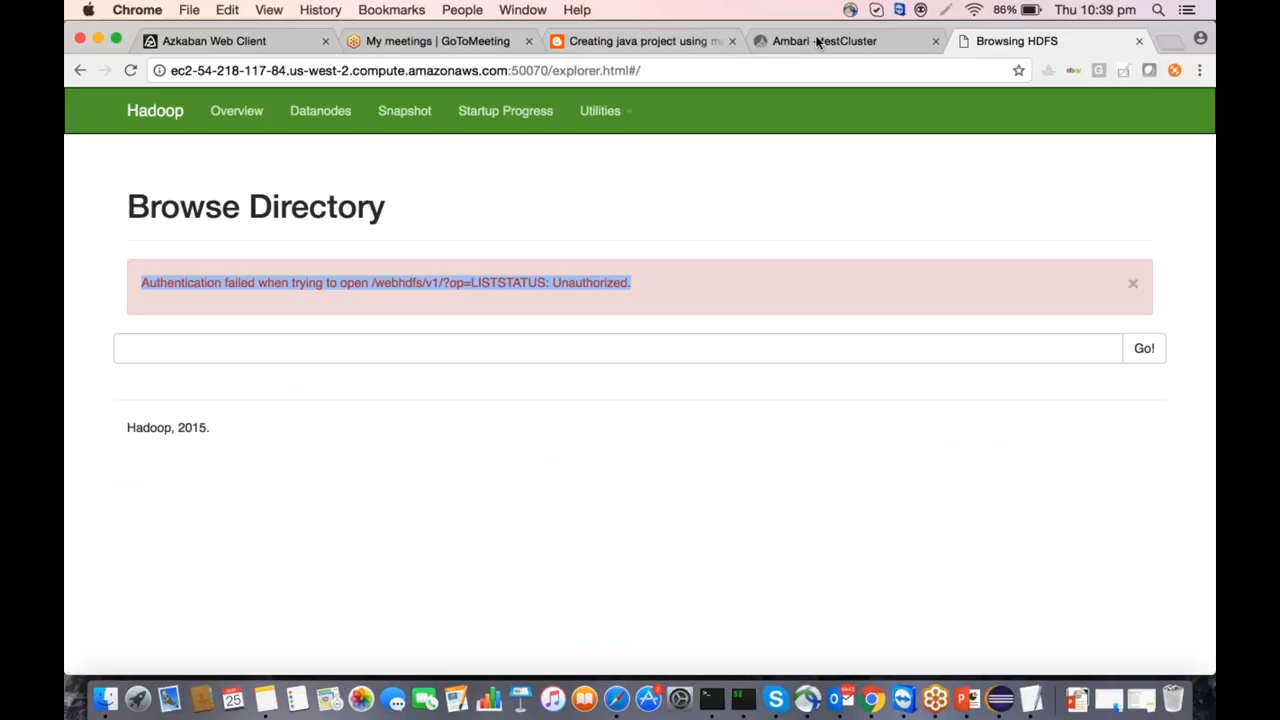 Chrome File Edit View History Bookmarks People Window Help 86% Thu 10:39 pm
Azkaban Web Client My meetings | GoToMeeting Creating java project using m Ambari - TestCluster Browsing HDFS
ec2-54-218-117-84.us-west-2.compute.amazonaws.com:50070/explorer.html#/
Hadoop Overview Datanodes Snapshot Startup Progress Utilities
Browse Directory
Authentication failed when trying to open /webhdfs/v1/?op=LISTSTATUS: Unauthorized.
Go!
Hadoop, 2015.